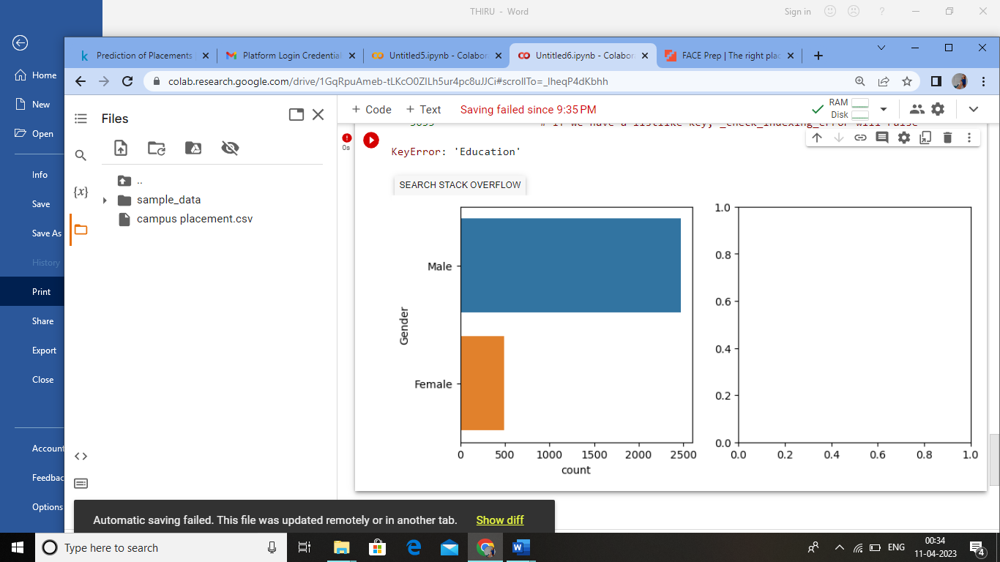 THIRU - Word
Sign in
?
Prediction of Placements
Platform Login Credential
Untitled5.ipynb - Colabor
Untitled6.ipynb - Colabor
FACE Prep | The right plac
colab.research.google.com/drive/1GqRpuAmeb-tLKcO0ZILh5ur4pc8uJJCi#scrollTo=_IheqP4dKbhh
Home
New
Open
Info
Save
Save As
History
Print
Share
Export
Close
Account
Feedbac
Options
Files
..
sample_data
campus placement.csv
{x}
+ Code
+ Text
Saving failed since 9:35 PM
RAM
Disk
# if we have a listlike key, _check_indexing_error will raise
0s
KeyError: 'Education'
SEARCH STACK OVERFLOW
Male
Female
Gender
0 500 1000 1500 2000 2500
count
1.0
0.8
0.6
0.4
0.2
0.0
0.0 0.2 0.4 0.6 0.8 1.0
Automatic saving failed. This file was updated remotely or in another tab. Show diff
Type here to search
ENG
00:34
11-04-2023
4